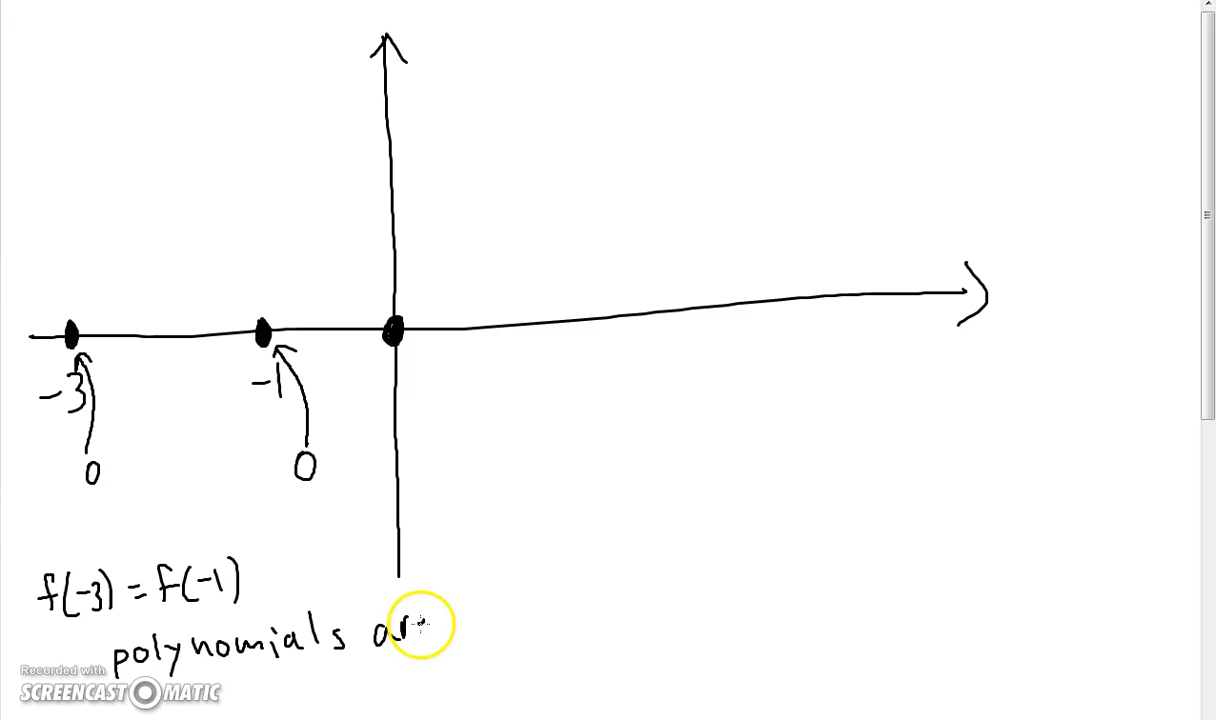 -3
-1
0
0
f(-3) = f(-1)
polynomials ar
Recorded with
SCREENCAST MATIC